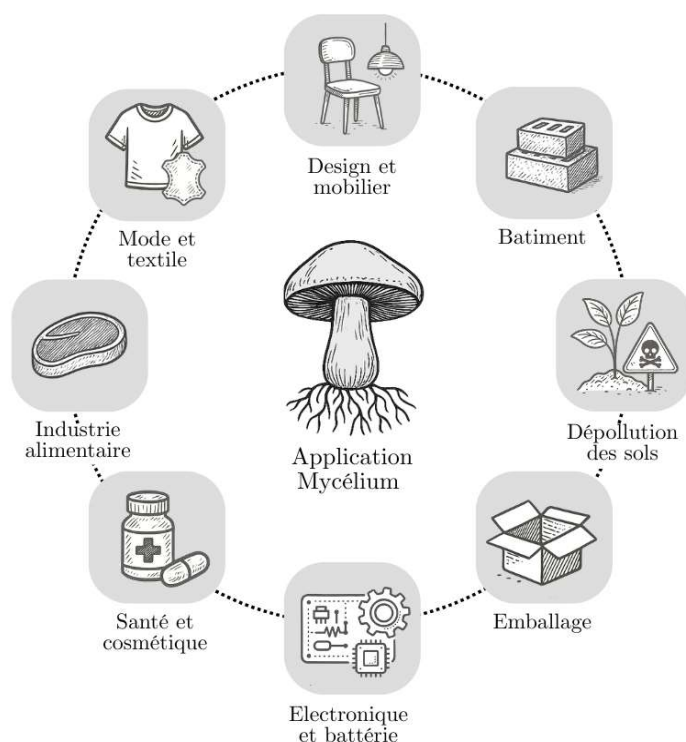 Design et
mobilier
Mode et
textile
Batiment
Industrie
alimentaire
Application
Mycélium
Dépollution
des sols
Santé et
cosmétique
Emballage
Electronique
et battérie